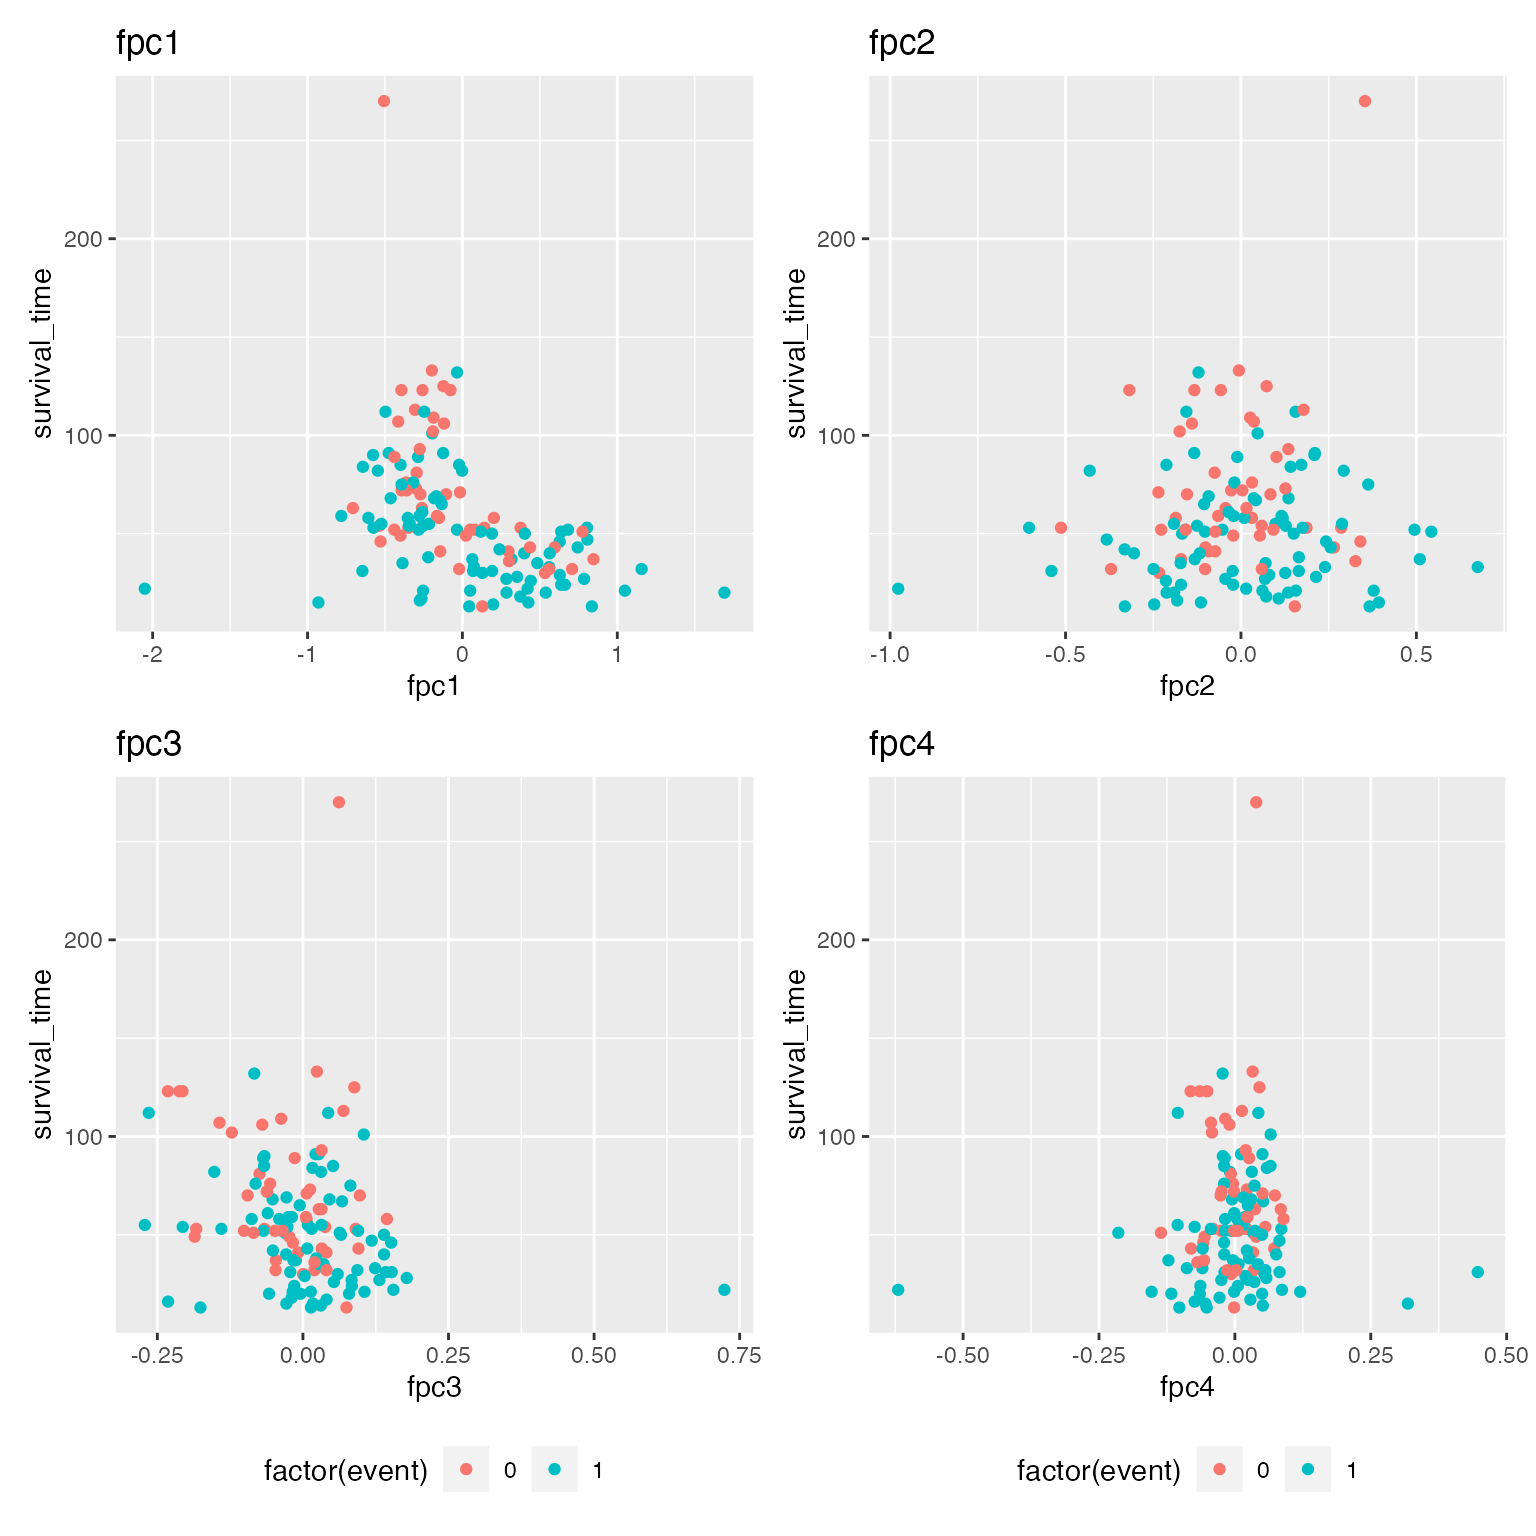 fpc1
survival_time
200
100
-2 -1 0 1
fpc1
fpc2
survival_time
200
100
-1.0 -0.5 0.0 0.5
fpc2
fpc3
survival_time
200
100
-0.25 0.00 0.25 0.50 0.75
fpc3
fpc4
survival_time
200
100
-0.50 -0.25 0.00 0.25 0.50
fpc4
factor(event) 0 1
factor(event) 0 1